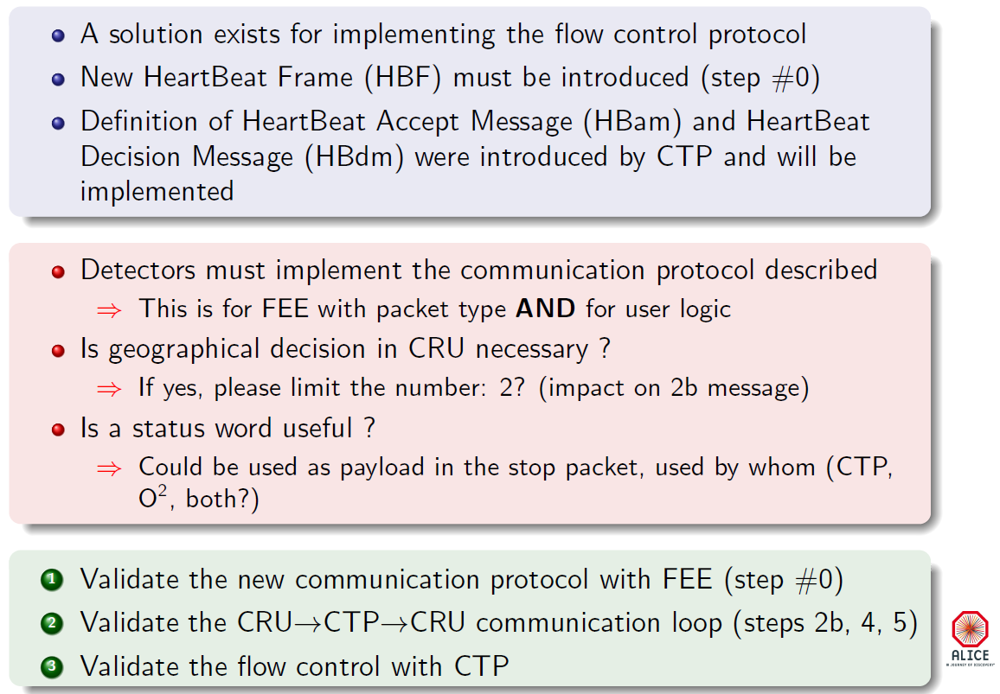 A solution exists for implementing the flow control protocol
New HeartBeat Frame (HBF) must be introduced (step #0)
Definition of HeartBeat Accept Message (HBam) and HeartBeat
Decision Message (HBdm) were introduced by CTP and will be
implemented
Detectors must implement the communication protocol described
⇒ This is for FEE with packet type AND for user logic
Is geographical decision in CRU necessary ?
⇒ If yes, please limit the number: 2? (impact on 2b message)
Is a status word useful ?
⇒ Could be used as payload in the stop packet, used by whom (CTP,
O², both?)
1 Validate the new communication protocol with FEE (step #0)
2 Validate the CRU→CTP→CRU communication loop (steps 2b, 4, 5)
3 Validate the flow control with CTP
ALICE
A JOURNEY OF DISCOVERY